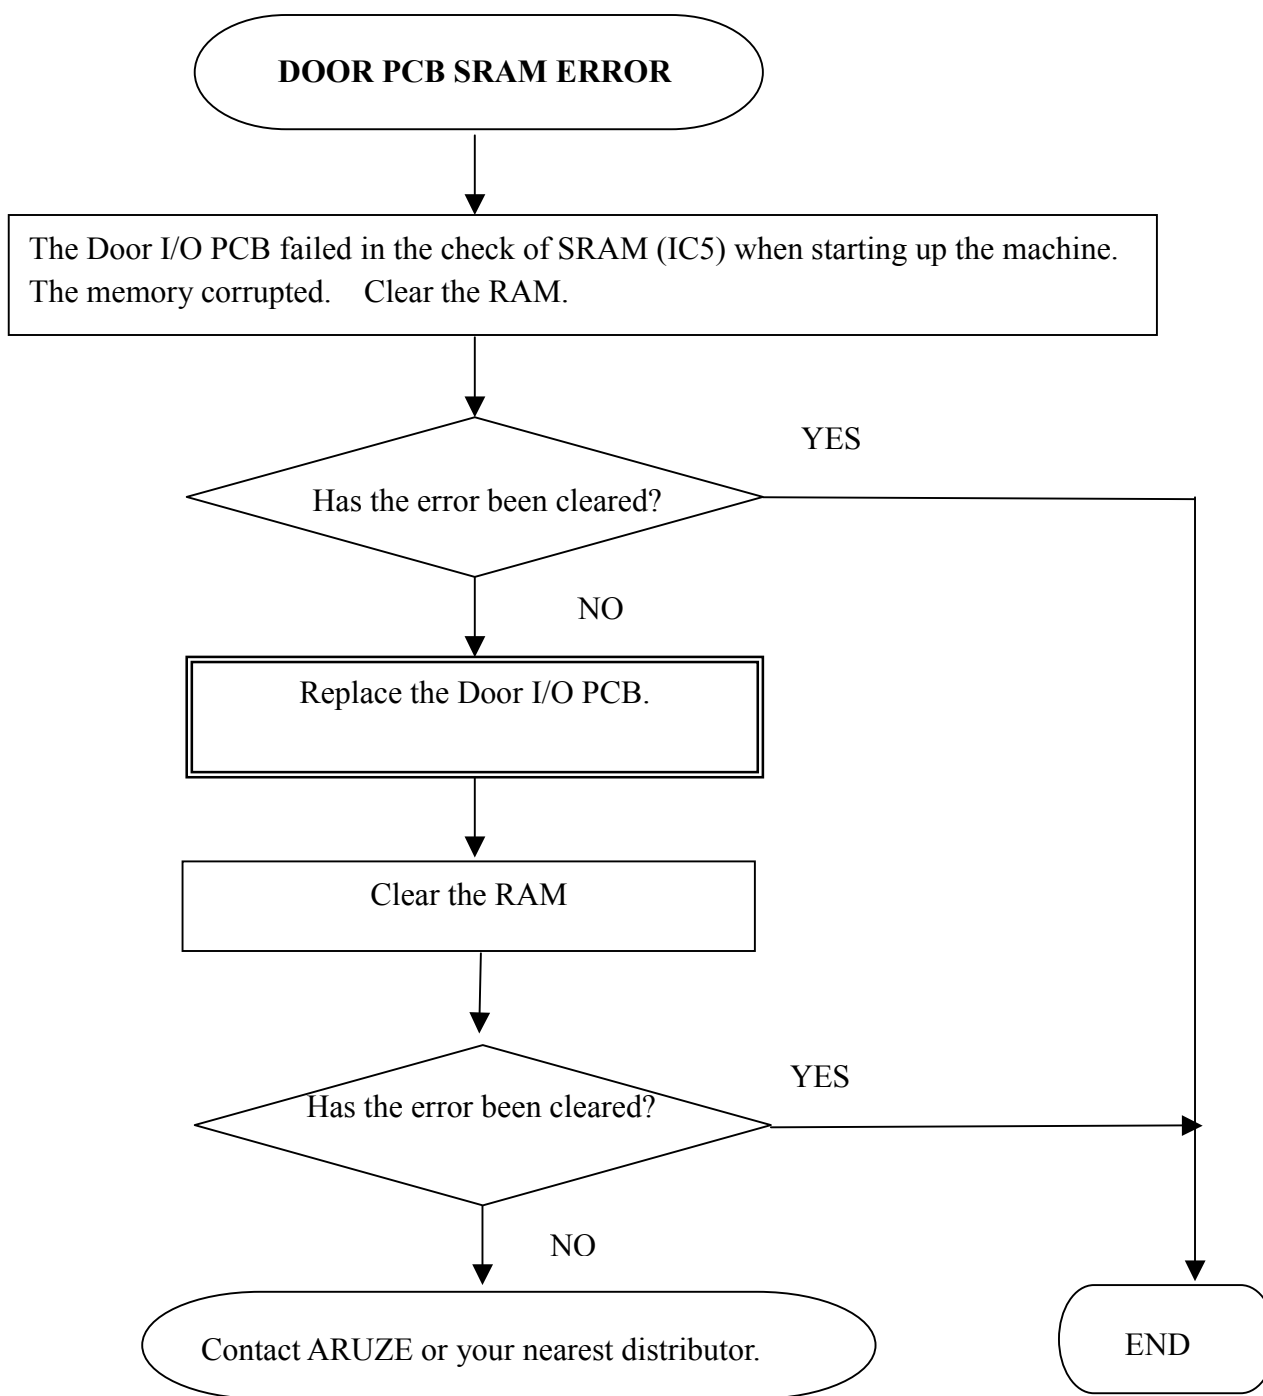 DOOR PCB SRAM ERROR
The Door I/O PCB failed in the check of SRAM (IC5) when starting up the machine.
The memory corrupted. Clear the RAM.
YES
Has the error been cleared?
NO
Replace the Door I/O PCB.
Clear the RAM
YES
Has the error been cleared?
NO
Contact ARUZE or your nearest distributor.
END